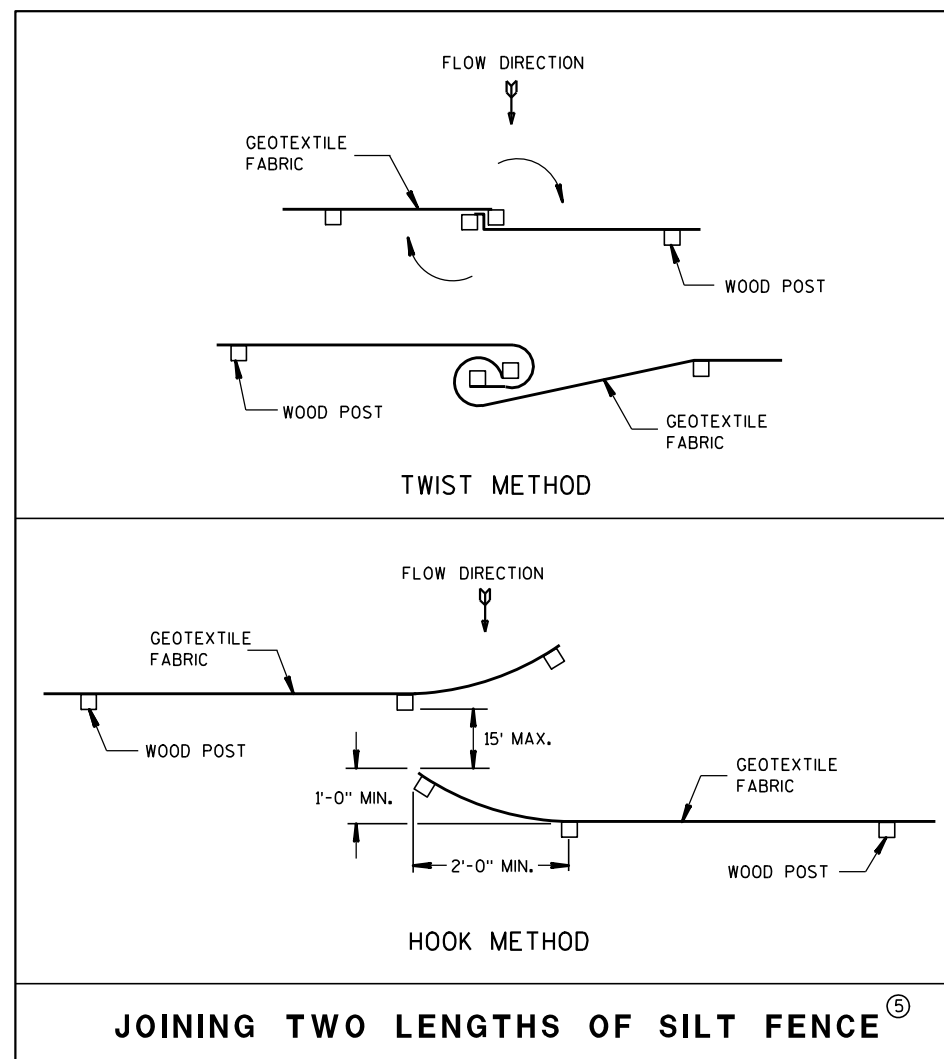 FLOW DIRECTION
GEOTEXTILE
FABRIC
WOOD POST
WOOD POST
GEOTEXTILE
FABRIC
TWIST METHOD
FLOW DIRECTION
GEOTEXTILE
FABRIC
WOOD POST
15' MAX.
1'-0" MIN.
GEOTEXTILE
FABRIC
2'-0" MIN.
WOOD POST
HOOK METHOD
JOINING TWO LENGTHS OF SILT FENCE ⑤